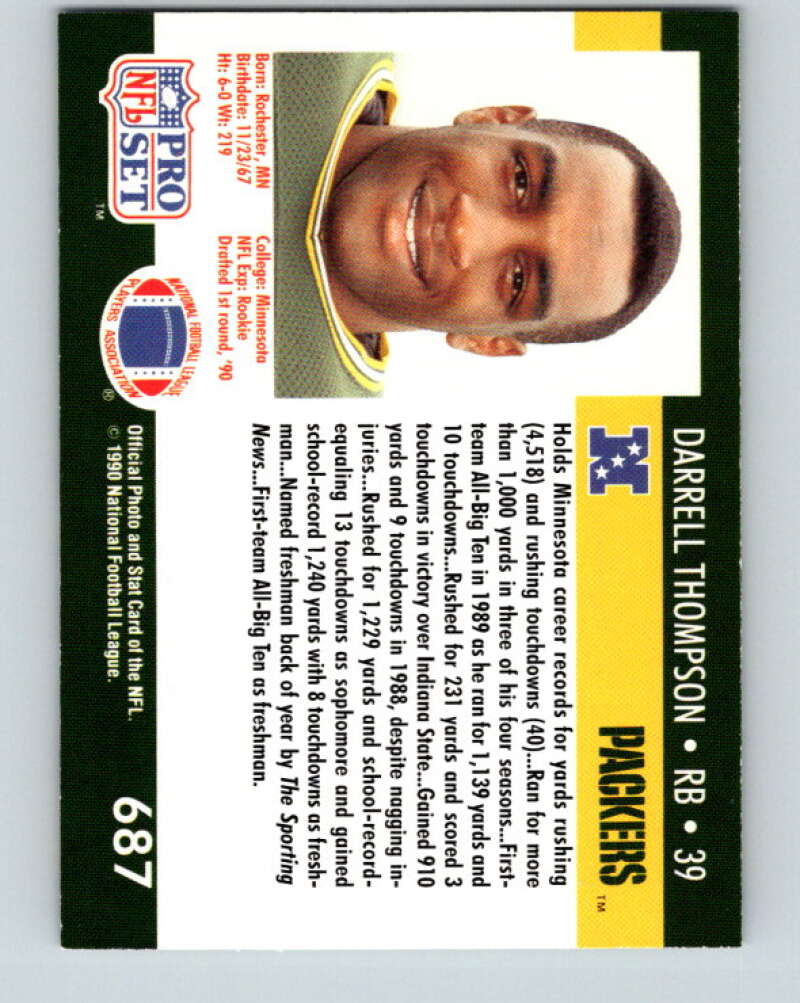 DARRELL THOMPSON • RB • 39
PACKERS™
N
Holds Minnesota career records for yards rushing
(4,518) and rushing touchdowns (40)...Ran for more
than 1,000 yards in three of his four seasons...First-
team All-Big Ten in 1989 as he ran for 1,139 yards and
10 touchdowns...Rushed for 231 yards and scored 3
touchdowns in victory over Indiana State...Gained 910
yards and 9 touchdowns in 1988, despite nagging in-
juries...Rushed for 1,229 yards and school-record-
equaling 13 touchdowns as sophomore and gained
school-record 1,240 yards with 8 touchdowns as fresh-
man...Named freshman back of year by The Sporting
News...First-team All-Big Ten as freshman.
Born: Rochester, MN
Birthdate: 11/23/67
Ht: 6-0 Wt: 219
College: Minnesota
NFL Exp: Rookie
Drafted 1st round, '90
PRO
NFL SET
™
NATIONAL FOOTBALL LEAGUE
PLAYERS ASSOCIATION
®
Official Photo and Stat Card of the NFL.
© 1990 National Football League.
687